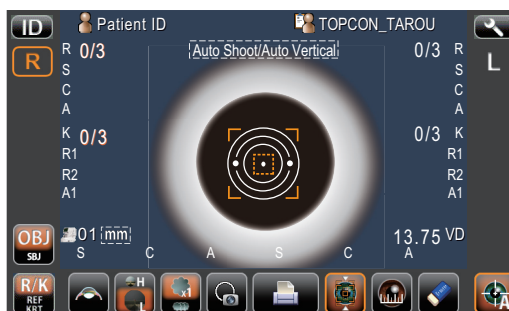 ID Patient ID TOPCON_TAROU
R R 0/3 Auto Shoot/Auto Vertical 0/3 R L
S S
C C
A A
K 0/3 0/3 K
R1 R1
R2 R2
A1 A1
OBJ SBJ 01 mm 13.75 VD
S C A S C A
R/K REF KRT H L x1 A